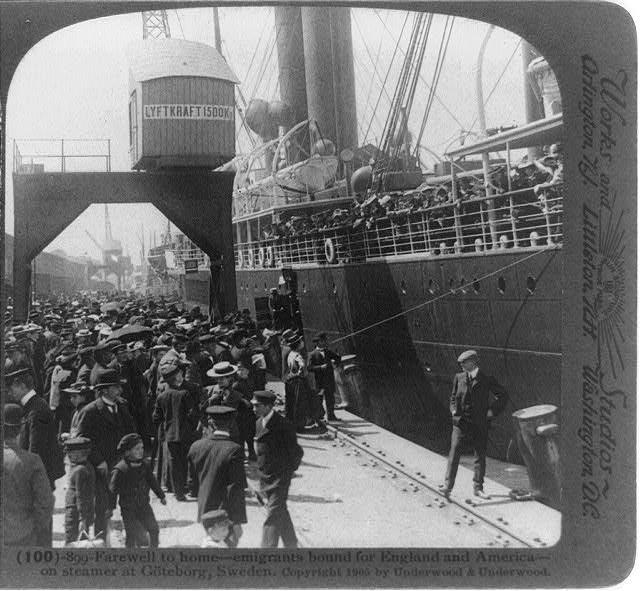 LYFTKRAFT 1500K
Works and Studios
Arlington, N.J. Littleton, N.H. Washington, D.C.
(100)-899-Farewell to home—emigrants bound for England and America—
on steamer at Göteborg, Sweden. Copyright 1905 by Underwood & Underwood.